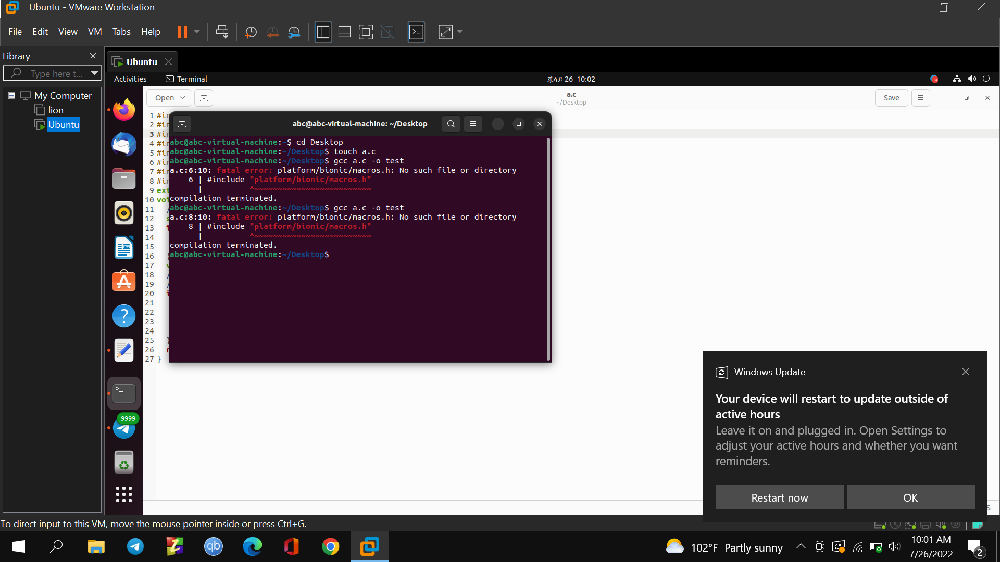 Ubuntu - VMware Workstation
File Edit View VM Tabs Help
Library
Type here t...
My Computer
lion
Ubuntu
Ubuntu
Activities Terminal ጁላይ 26 10:02
Open a.c Save
~/Desktop
abc@abc-virtual-machine: ~/Desktop
abc@abc-virtual-machine:~$ cd Desktop
abc@abc-virtual-machine:~/Desktop$ touch a.c
abc@abc-virtual-machine:~/Desktop$ gcc a.c -o test
a.c:6:10: fatal error: platform/bionic/macros.h: No such file or directory
6 | #include "platform/bionic/macros.h"
| ^~~~~~~~~~~~~~~~~~~~~~~~~~
compilation terminated.
abc@abc-virtual-machine:~/Desktop$ gcc a.c -o test
a.c:8:10: fatal error: platform/bionic/macros.h: No such file or directory
8 | #include "platform/bionic/macros.h"
| ^~~~~~~~~~~~~~~~~~~~~~~~~~
compilation terminated.
abc@abc-virtual-machine:~/Desktop$
1
2
3
4
5
6
7
8
9
10
11
12
13
14
15
16
17
18
19
20
21
22
23
24
25
26
27 }
9999
Windows Update
Your device will restart to update outside of
active hours
Leave it on and plugged in. Open Settings to
adjust your active hours and whether you want
reminders.
Restart now OK
To direct input to this VM, move the mouse pointer inside or press Ctrl+G.
102°F Partly sunny
10:01 AM
7/26/2022
2